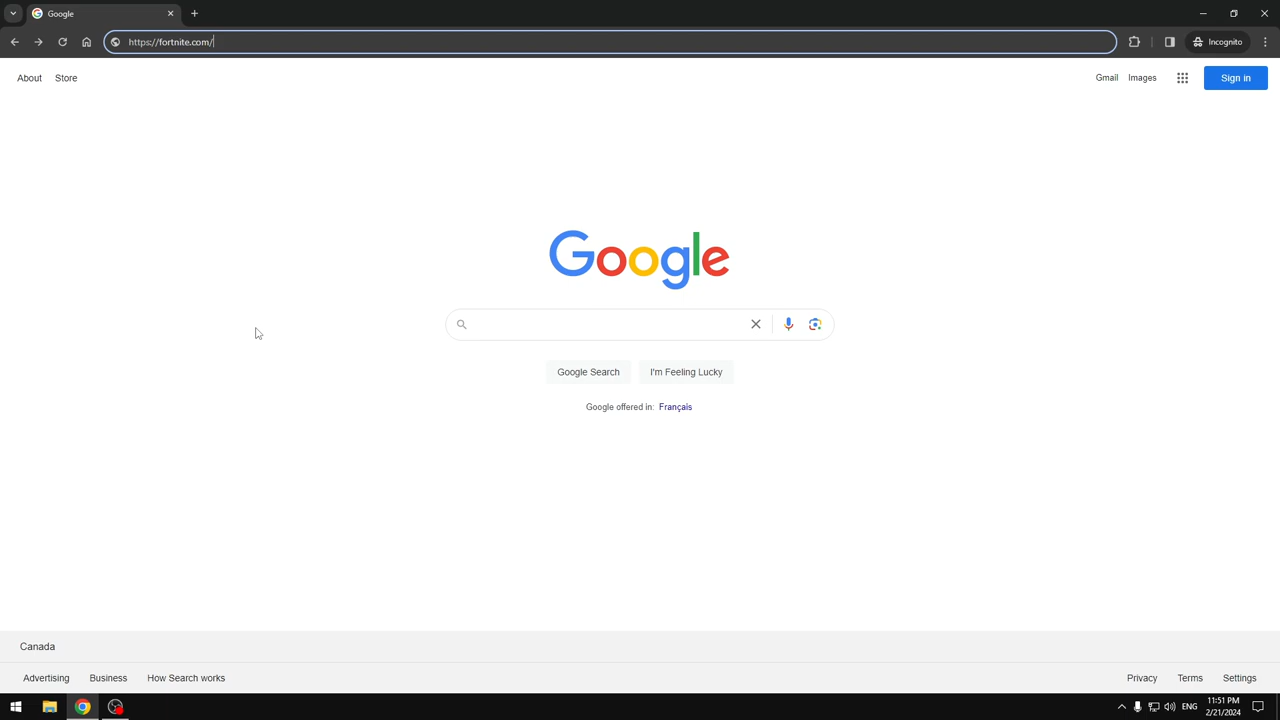 Google
https://fortnite.com/
Incognito
About Store
Gmail Images
Sign in
Google
Google Search I'm Feeling Lucky
Google offered in: Français
Canada
Advertising Business How Search works
Privacy Terms Settings
ENG
11:51 PM
2/21/2024